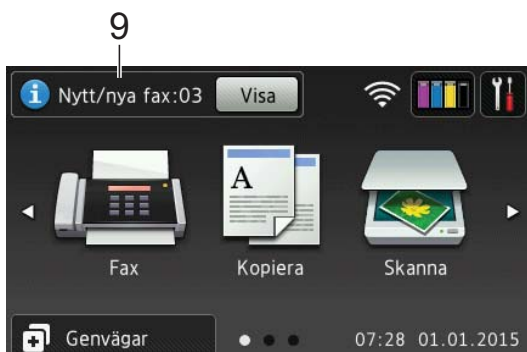 9
Nytt/nya fax:03 Visa
A
Fax Kopiera Skanna
Genvägar 07:28 01.01.2015